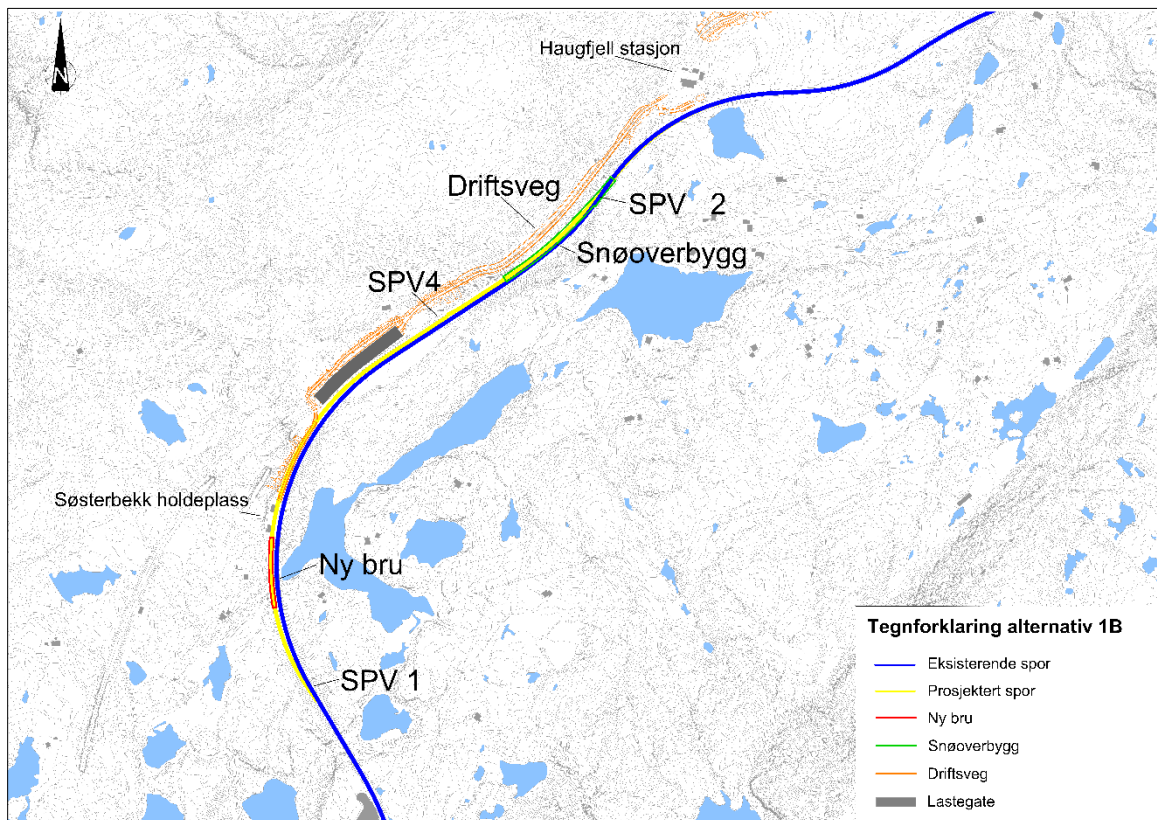 N
Haugfjell stasjon
Driftsveg
SPV 2
Snøoverbygg
SPV4
Søsterbekk holdeplass
Ny bru
SPV 1
Tegnforklaring alternativ 1B
Eksisterende spor
Prosjektert spor
Ny bru
Snøoverbygg
Driftsveg
Lastegate